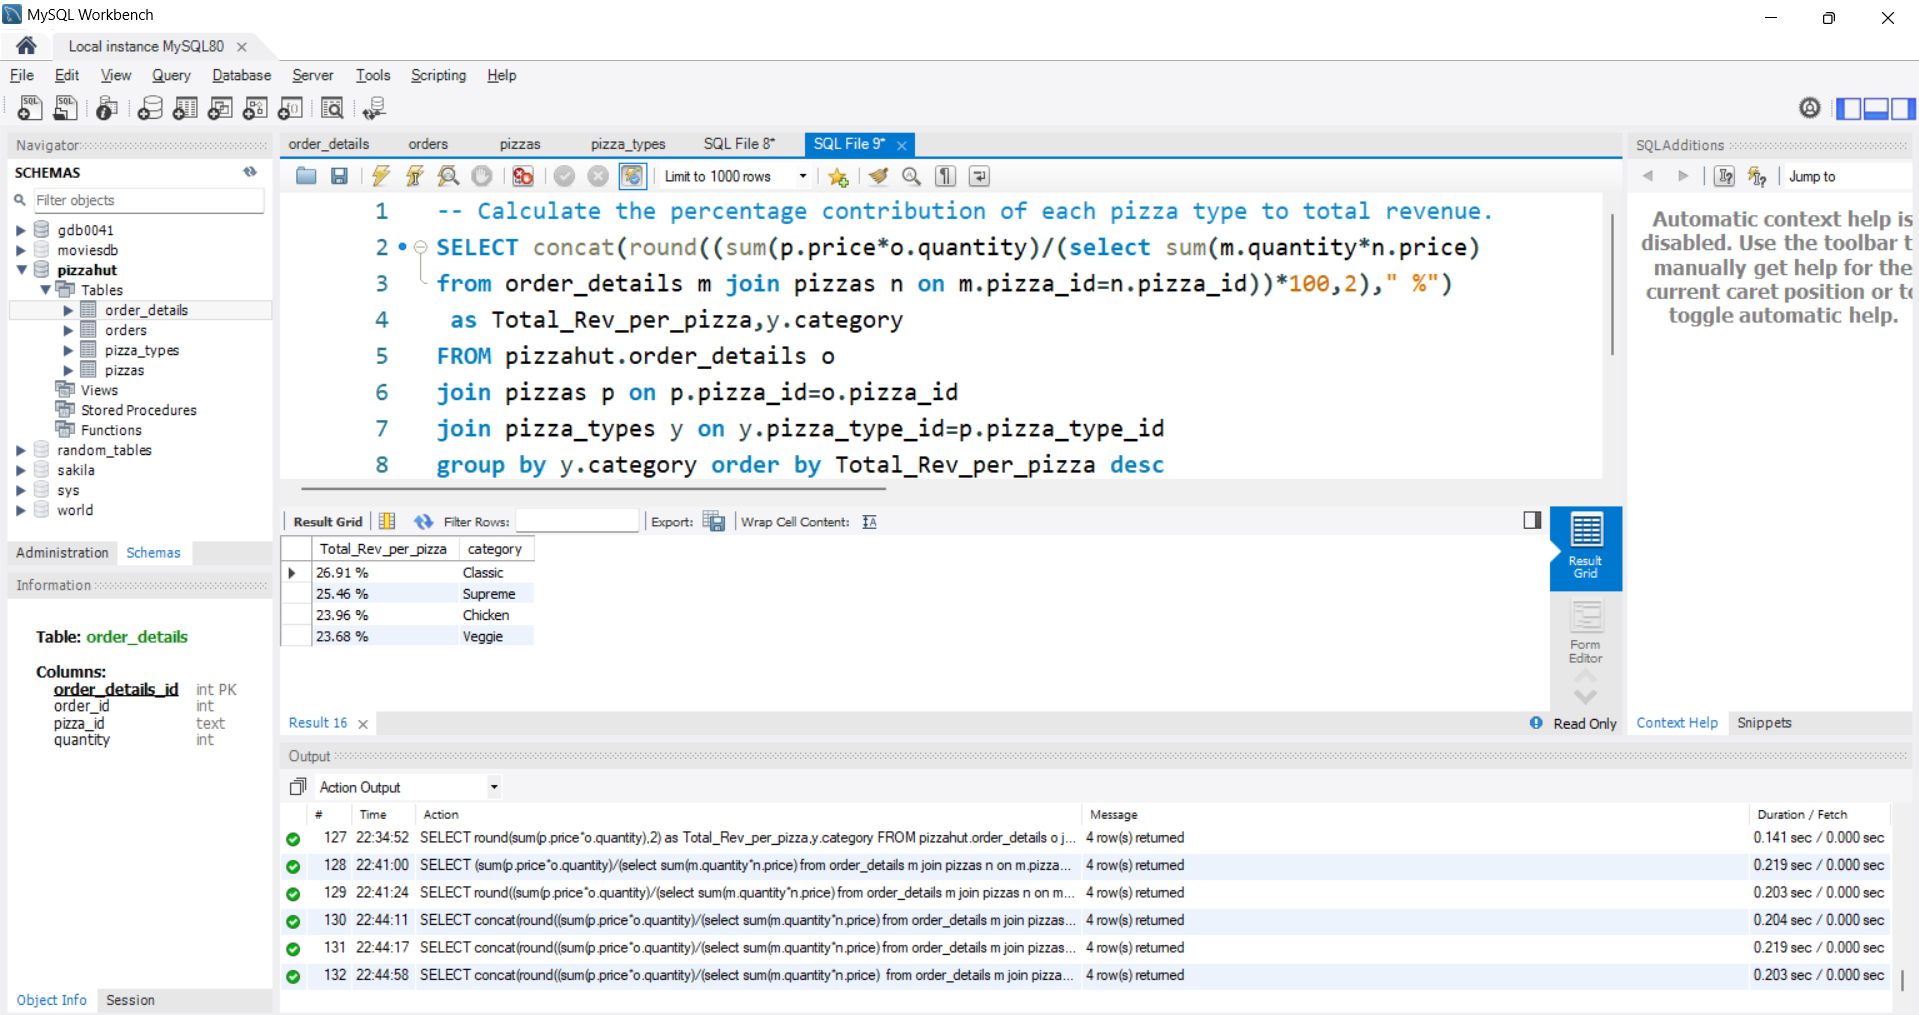 MySQL Workbench
Local instance MySQL80
File Edit View Query Database Server Tools Scripting Help
Navigator
SCHEMAS
Filter objects
gdb0041
moviesdb
pizzahut
Tables
order_details
orders
pizza_types
pizzas
Views
Stored Procedures
Functions
random_tables
sakila
sys
world
Administration Schemas
Information
Table: order_details
Columns:
order_details_id int PK
order_id int
pizza_id text
quantity int
Object Info Session
order_details orders pizzas pizza_types SQL File 8* SQL File 9*
Limit to 1000 rows
1 -- Calculate the percentage contribution of each pizza type to total revenue.
2 SELECT concat(round((sum(p.price*o.quantity)/(select sum(m.quantity*n.price)
3 from order_details m join pizzas n on m.pizza_id=n.pizza_id))*100,2)," %")
4 as Total_Rev_per_pizza,y.category
5 FROM pizzahut.order_details o
6 join pizzas p on p.pizza_id=o.pizza_id
7 join pizza_types y on y.pizza_type_id=p.pizza_type_id
8 group by y.category order by Total_Rev_per_pizza desc
Result Grid Filter Rows: Export: Wrap Cell Content:
Total_Rev_per_pizza category
26.91 % Classic
25.46 % Supreme
23.96 % Chicken
23.68 % Veggie
Result
Grid
Form
Editor
Result 16
Read Only
SQLAdditions
Jump to
Automatic context help is
disabled. Use the toolbar t
manually get help for the
current caret position or to
toggle automatic help.
Context Help Snippets
Output
Action Output
# Time Action Message Duration / Fetch
127 22:34:52 SELECT round(sum(p.price*o.quantity),2) as Total_Rev_per_pizza,y.category FROM pizzahut.order_details o j... 4 row(s) returned 0.141 sec / 0.000 sec
128 22:41:00 SELECT (sum(p.price*o.quantity)/(select sum(m.quantity*n.price) from order_details m join pizzas n on m.pizza... 4 row(s) returned 0.219 sec / 0.000 sec
129 22:41:24 SELECT round((sum(p.price*o.quantity)/(select sum(m.quantity*n.price) from order_details m join pizzas n on m... 4 row(s) returned 0.203 sec / 0.000 sec
130 22:44:11 SELECT concat(round((sum(p.price*o.quantity)/(select sum(m.quantity*n.price) from order_details m join pizzas... 4 row(s) returned 0.204 sec / 0.000 sec
131 22:44:17 SELECT concat(round((sum(p.price*o.quantity)/(select sum(m.quantity*n.price) from order_details m join pizzas... 4 row(s) returned 0.219 sec / 0.000 sec
132 22:44:58 SELECT concat(round((sum(p.price*o.quantity)/(select sum(m.quantity*n.price) from order_details m join pizza... 4 row(s) returned 0.203 sec / 0.000 sec